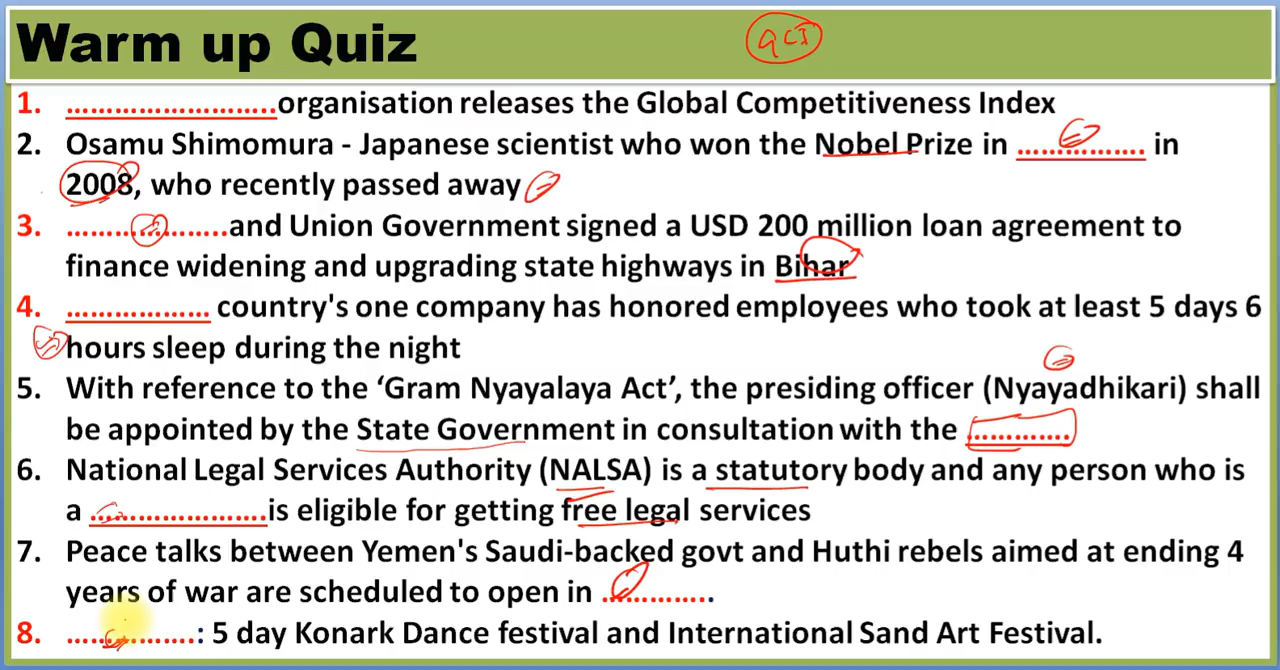 Warm up Quiz
GCI
1. ..........................organisation releases the Global Competitiveness Index
2. Osamu Shimomura - Japanese scientist who won the Nobel Prize in ................ in
2008, who recently passed away
3. ....................and Union Government signed a USD 200 million loan agreement to
finance widening and upgrading state highways in Bihar
4. .................. country's one company has honored employees who took at least 5 days 6
hours sleep during the night
5. With reference to the ‘Gram Nyayalaya Act’, the presiding officer (Nyayadhikari) shall
be appointed by the State Government in consultation with the .............
6. National Legal Services Authority (NALSA) is a statutory body and any person who is
a ......................is eligible for getting free legal services
7. Peace talks between Yemen's Saudi-backed govt and Huthi rebels aimed at ending 4
years of war are scheduled to open in ..............
8. ................: 5 day Konark Dance festival and International Sand Art Festival.